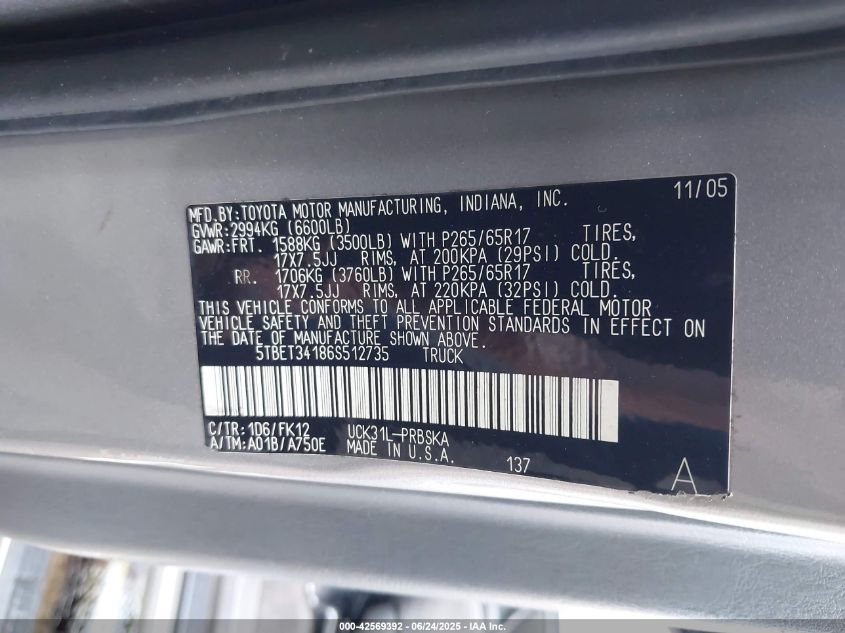 11/05
MFD.BY:TOYOTA MOTOR MANUFACTURING, INDIANA, INC.
GVWR:2994KG (6600LB)
GAWR:FRT. 1588KG (3500LB) WITH P265/65R17 TIRES,
17X7.5JJ RIMS, AT 200KPA (29PSI) COLD.
RR. 1706KG (3760LB) WITH P265/65R17 TIRES,
17X7.5JJ RIMS, AT 220KPA (32PSI) COLD.
THIS VEHICLE CONFORMS TO ALL APPLICABLE FEDERAL MOTOR
VEHICLE SAFETY AND THEFT PREVENTION STANDARDS IN EFFECT ON
THE DATE OF MANUFACTURE SHOWN ABOVE.
5TBET34186S512735 TRUCK
C/TR:1D6/FK12 UCK31L-PRBSKA
A/TM:A01B/A750E MADE IN U.S.A.
137 A
000-42569392 - 06/24/2025 - IAA Inc.